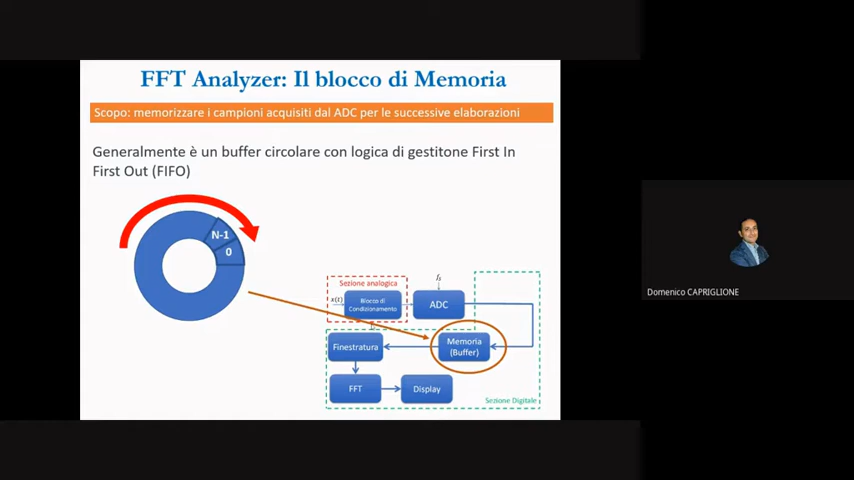 FFT Analyzer: Il blocco di Memoria
Scopo: memorizzare i campioni acquisiti dal ADC per le successive elaborazioni
Generalmente è un buffer circolare con logica di gestitone First In
First Out (FIFO)
N-1
0
Sezione analogica
fs
x(t)
Blocco di
Condizionamento
ADC
Finestratura
Memoria
(Buffer)
FFT
Display
Sezione Digitale
Domenico CAPRIGLIONE